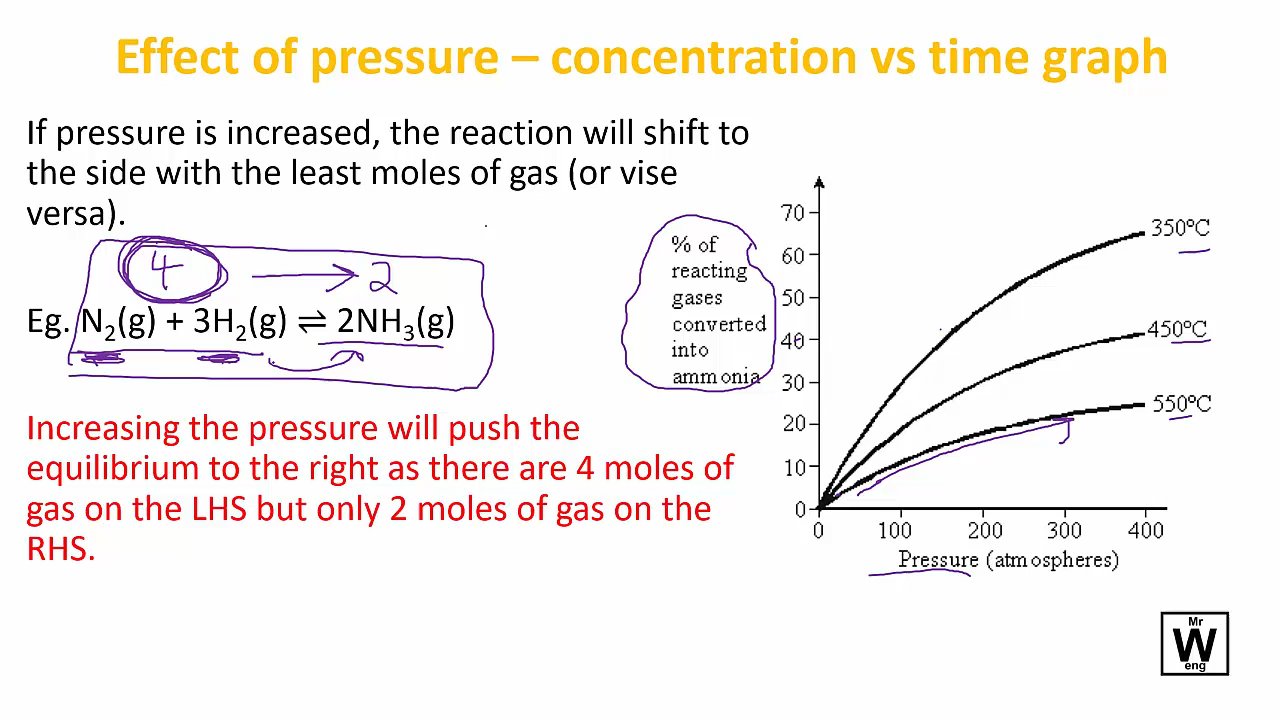 Effect of pressure – concentration vs time graph
If pressure is increased, the reaction will shift to
the side with the least moles of gas (or vise
versa).
4 → 2
Eg. N₂(g) + 3H₂(g) ⇌ 2NH₃(g)
Increasing the pressure will push the
equilibrium to the right as there are 4 moles of
gas on the LHS but only 2 moles of gas on the
RHS.
% of
reacting
gases
converted
into
ammonia
70
60
50
40
30
20
10
0
350°C
450°C
550°C
0 100 200 300 400
Pressure (atmospheres)
Mr
W
eng